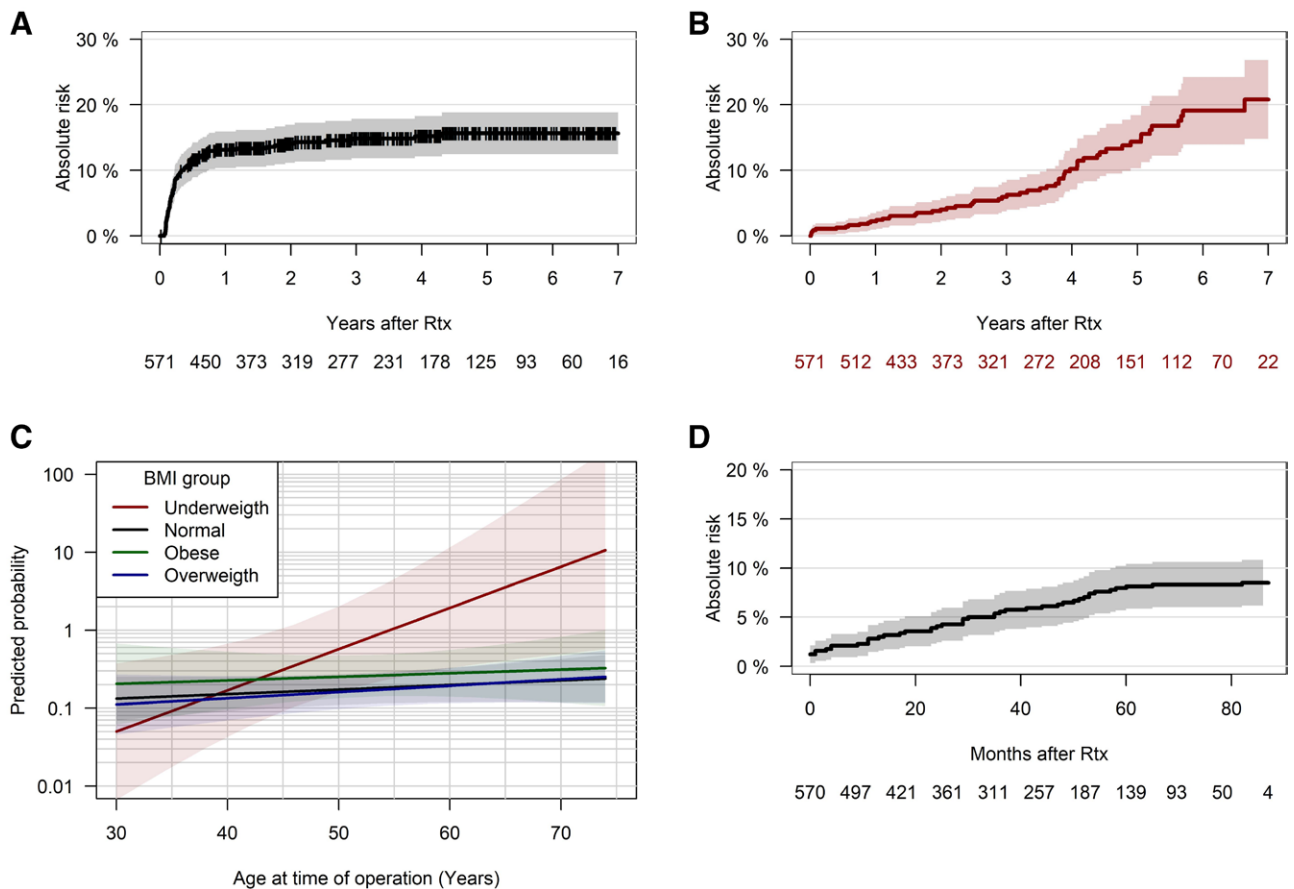 A
30 %
20 %
10 %
0 %
Absolute risk
0 1 2 3 4 5 6 7
Years after Rtx
571 450 373 319 277 231 178 125 93 60 16
B
30 %
20 %
10 %
0 %
Absolute risk
0 1 2 3 4 5 6 7
Years after Rtx
571 512 433 373 321 272 208 151 112 70 22
C
BMI group
Underweigth
Normal
Obese
Overweigth
100
10
1
0.1
0.01
Predicted probability
30 40 50 60 70
Age at time of operation (Years)
D
20 %
15 %
10 %
5 %
0 %
Absolute risk
0 20 40 60 80
Months after Rtx
570 497 421 361 311 257 187 139 93 50 4